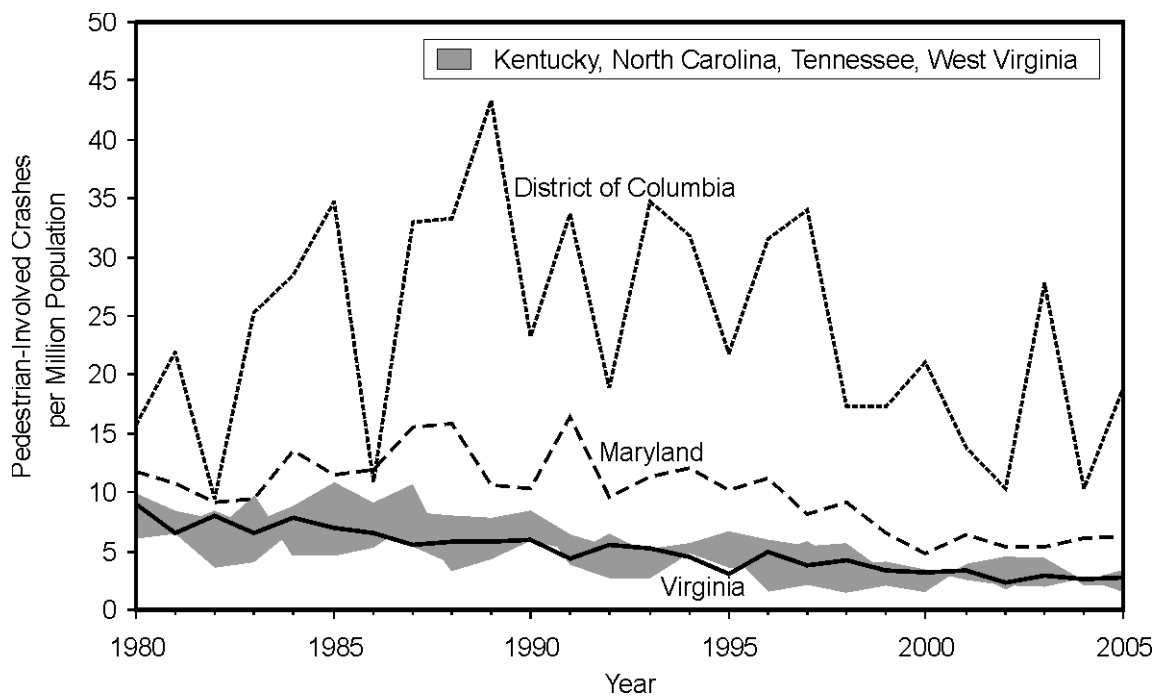 50
45
40
35
30
25
20
15
10
5
0
Pedestrian-Involved Crashes
per Million Population
Kentucky, North Carolina, Tennessee, West Virginia
District of Columbia
Maryland
Virginia
1980 1985 1990 1995 2000 2005
Year